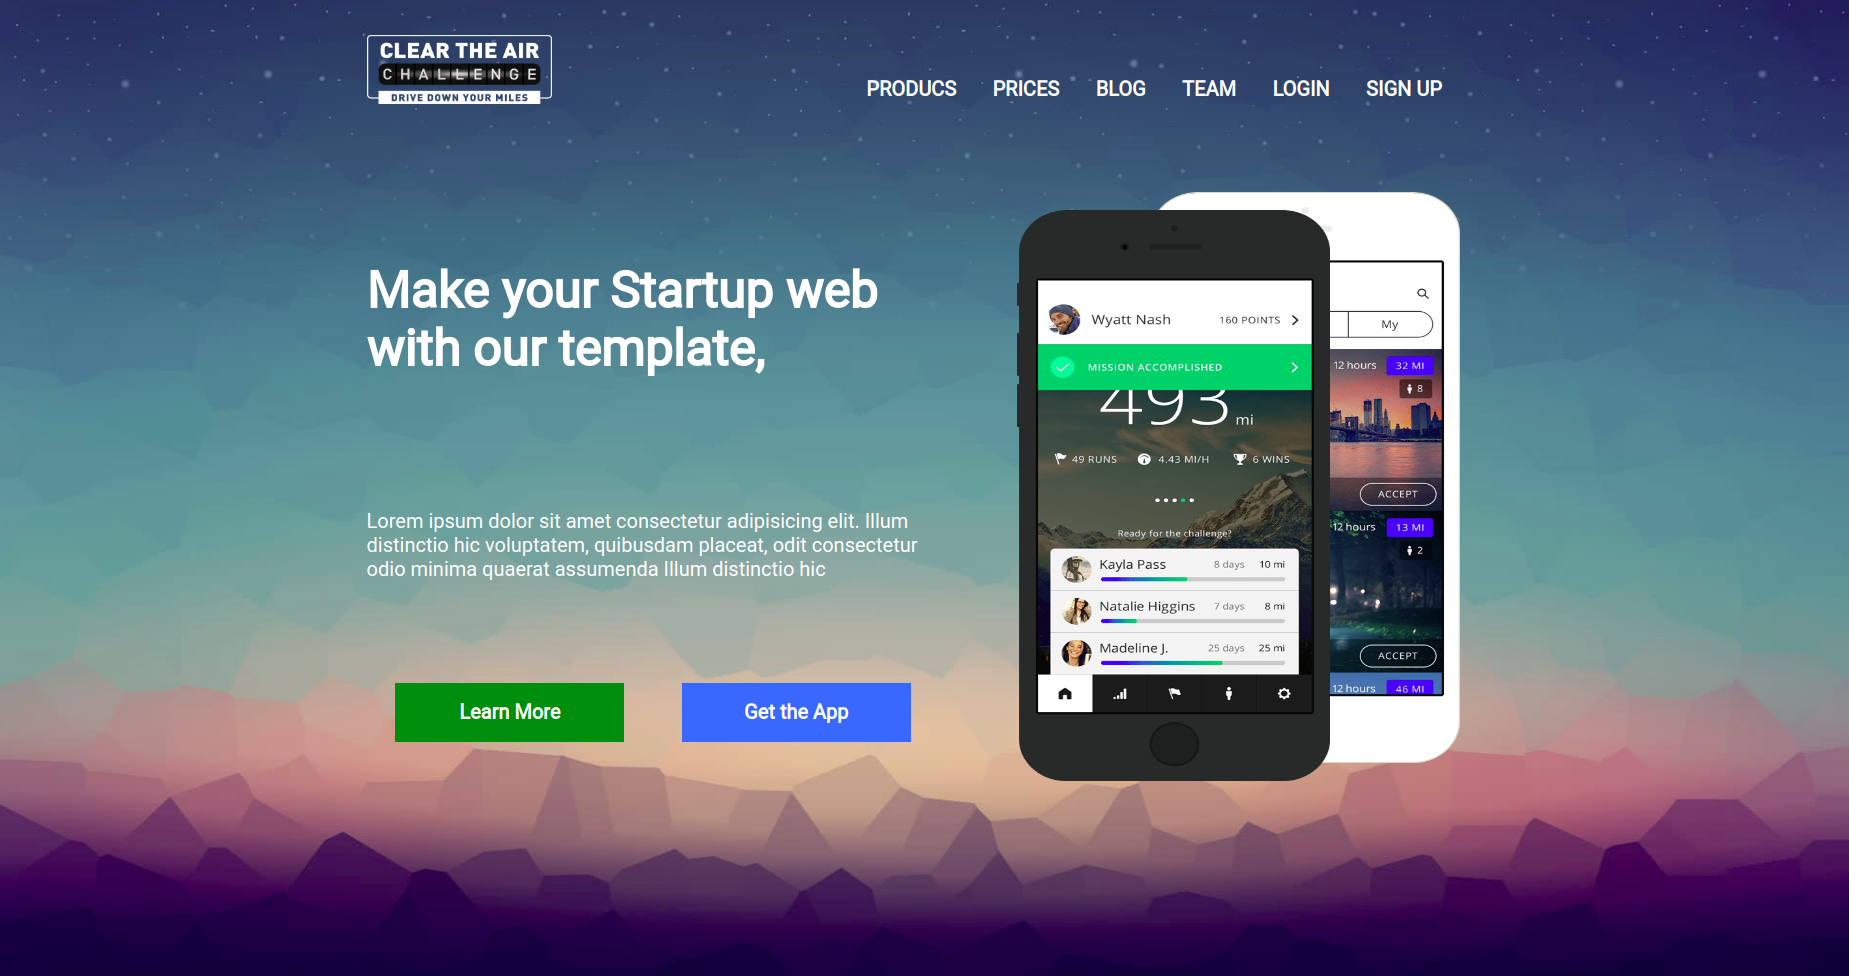 CLEAR THE AIR
CHALLENGE
DRIVE DOWN YOUR MILES
PRODUCS PRICES BLOG TEAM LOGIN SIGN UP
Make your Startup web
with our template,
Lorem ipsum dolor sit amet consectetur adipisicing elit. Illum
distinctio hic voluptatem, quibusdam placeat, odit consectetur
odio minima quaerat assumenda Illum distinctio hic
Learn More
Get the App
Wyatt Nash 160 POINTS
MISSION ACCOMPLISHED
493 mi
49 RUNS 4.43 MI/H 6 WINS
Ready for the challenge?
Kayla Pass 8 days 10 mi
Natalie Higgins 7 days 8 mi
Madeline J. 25 days 25 mi
My
12 hours 32 MI
8
ACCEPT
12 hours 13 MI
2
ACCEPT
12 hours 46 MI